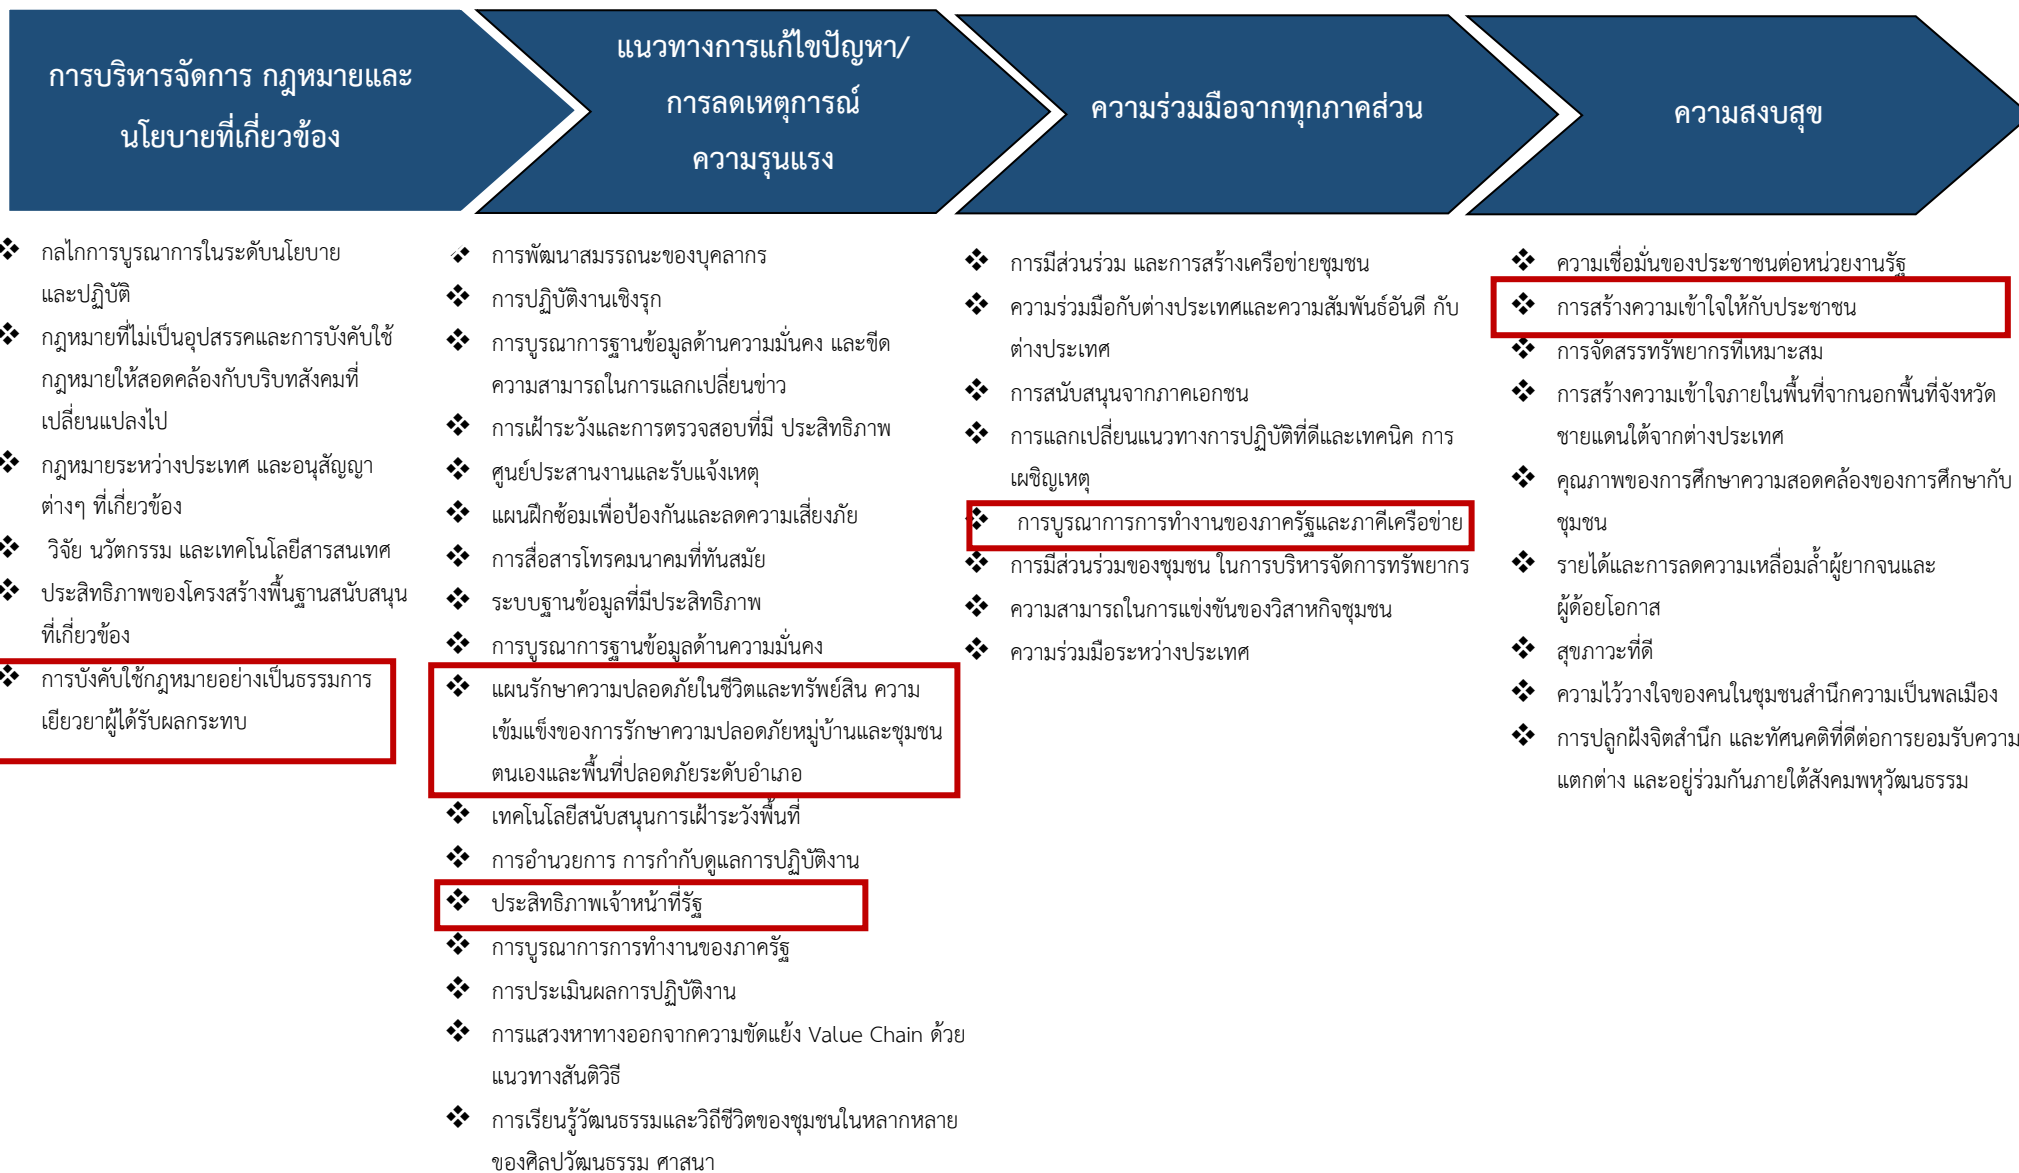 การบริหารจัดการ กฎหมายและ
นโยบายที่เกี่ยวข้อง
แนวทางการแก้ไขปัญหา/
การลดเหตุการณ์
ความรุนแรง
ความร่วมมือจากทุกภาคส่วน
ความสงบสุข
❖ กลไกการบูรณาการในระดับนโยบาย
และปฏิบัติ
❖ กฎหมายที่ไม่เป็นอุปสรรคและการบังคับใช้
กฎหมายให้สอดคล้องกับบริบทสังคมที่
เปลี่ยนแปลงไป
❖ กฎหมายระหว่างประเทศ และอนุสัญญา
ต่างๆ ที่เกี่ยวข้อง
❖ วิจัย นวัตกรรม และเทคโนโลยีสารสนเทศ
❖ ประสิทธิภาพของโครงสร้างพื้นฐานสนับสนุน
ที่เกี่ยวข้อง
❖ การบังคับใช้กฎหมายอย่างเป็นธรรมการ
เยียวยาผู้ได้รับผลกระทบ
❖ การพัฒนาสมรรถนะของบุคลากร
❖ การปฏิบัติงานเชิงรุก
❖ การบูรณาการฐานข้อมูลด้านความมั่นคง และขีด
ความสามารถในการแลกเปลี่ยนข่าว
❖ การเฝ้าระวังและการตรวจสอบที่มี ประสิทธิภาพ
❖ ศูนย์ประสานงานและรับแจ้งเหตุ
❖ แผนฝึกซ้อมเพื่อป้องกันและลดความเสี่ยงภัย
❖ การสื่อสารโทรคมนาคมที่ทันสมัย
❖ ระบบฐานข้อมูลที่มีประสิทธิภาพ
❖ การบูรณาการฐานข้อมูลด้านความมั่นคง
❖ แผนรักษาความปลอดภัยในชีวิตและทรัพย์สิน ความ
เข้มแข็งของการรักษาความปลอดภัยหมู่บ้านและชุมชน
ตนเองและพื้นที่ปลอดภัยระดับอำเภอ
❖ เทคโนโลยีสนับสนุนการเฝ้าระวังพื้นที่
❖ การอำนวยการ การกำกับดูแลการปฏิบัติงาน
❖ ประสิทธิภาพเจ้าหน้าที่รัฐ
❖ การบูรณาการการทำงานของภาครัฐ
❖ การประเมินผลการปฏิบัติงาน
❖ การแสวงหาทางออกจากความขัดแย้ง Value Chain ด้วย
แนวทางสันติวิธี
❖ การเรียนรู้วัฒนธรรมและวิถีชีวิตของชุมชนในหลากหลาย
ของศิลปวัฒนธรรม ศาสนา
❖ การมีส่วนร่วม และการสร้างเครือข่ายชุมชน
❖ ความร่วมมือกับต่างประเทศและความสัมพันธ์อันดี กับ
ต่างประเทศ
❖ การสนับสนุนจากภาคเอกชน
❖ การแลกเปลี่ยนแนวทางการปฏิบัติที่ดีและเทคนิค การ
เผชิญเหตุ
❖ การบูรณาการการทำงานของภาครัฐและภาคีเครือข่าย
❖ การมีส่วนร่วมของชุมชน ในการบริหารจัดการทรัพยากร
❖ ความสามารถในการแข่งขันของวิสาหกิจชุมชน
❖ ความร่วมมือระหว่างประเทศ
❖ ความเชื่อมั่นของประชาชนต่อหน่วยงานรัฐ
❖ การสร้างความเข้าใจให้กับประชาชน
❖ การจัดสรรทรัพยากรที่เหมาะสม
❖ การสร้างความเข้าใจภายในพื้นที่จากนอกพื้นที่จังหวัด
ชายแดนใต้จากต่างประเทศ
❖ คุณภาพของการศึกษาความสอดคล้องของการศึกษากับ
ชุมชน
❖ รายได้และการลดความเหลื่อมล้ำผู้ยากจนและ
ผู้ด้อยโอกาส
❖ สุขภาวะที่ดี
❖ ความไว้วางใจของคนในชุมชนสำนึกความเป็นพลเมือง
❖ การปลูกฝังจิตสำนึก และทัศนคติที่ดีต่อการยอมรับความ
แตกต่าง และอยู่ร่วมกันภายใต้สังคมพหุวัฒนธรรม